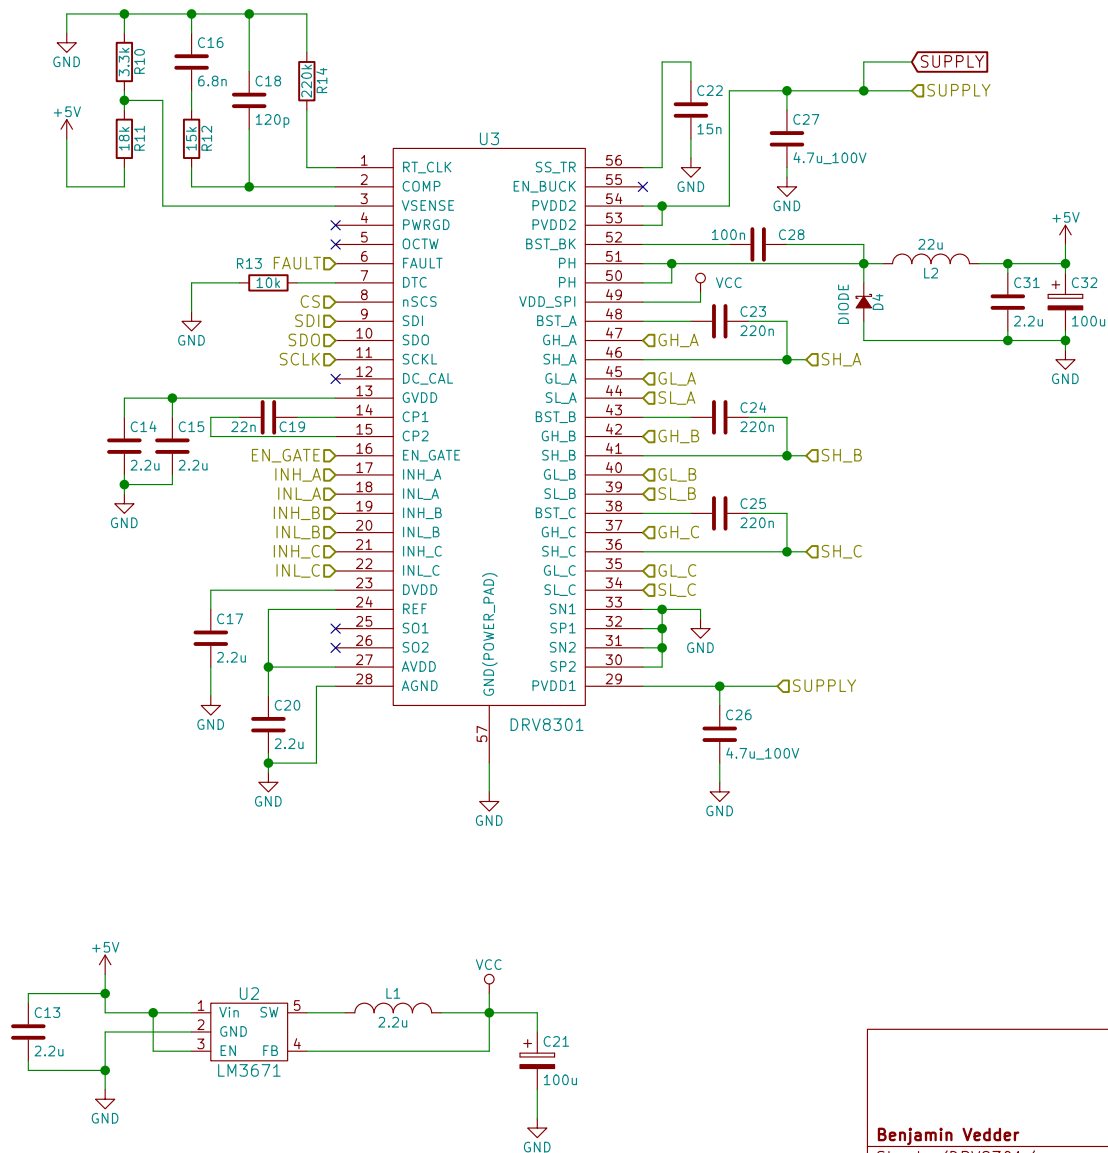 GND
3.3k
R10
C16
6.8n
C18
120p
220k
R14
+5V
18k
R11
15k
R12
C22
15n
GND
SUPPLY
SUPPLY
C27
4.7u_100V
GND
U3
1 RT_CLK
2 COMP
3 VSENSE
4 PWRGD
5 OCTW
FAULT 6 FAULT
R13
10k
GND
7 DTC
CS 8 nSCS
SDI 9 SDI
SDO 10 SDO
SCLK 11 SCKL
12 DC_CAL
13 GVDD
14 CP1
15 CP2
C14
2.2u
C15
2.2u
22n C19
GND
EN_GATE 16 EN_GATE
INH_A 17 INH_A
INL_A 18 INL_A
INH_B 19 INH_B
INL_B 20 INL_B
INH_C 21 INH_C
INL_C 22 INL_C
23 DVDD
24 REF
25 SO1
26 SO2
27 AVDD
28 AGND
C17
2.2u
GND
C20
2.2u
GND
GND(POWER_PAD)
57
GND
DRV8301
SS_TR 56
EN_BUCK 55
PVDD2 54
PVDD2 53
BST_BK 52
PH 51
PH 50
VDD_SPI 49
BST_A 48
GH_A 47 GH_A
SH_A 46 SH_A
GL_A 45 GL_A
SL_A 44 SL_A
BST_B 43
GH_B 42 GH_B
SH_B 41 SH_B
GL_B 40 GL_B
SL_B 39 SL_B
BST_C 38
GH_C 37 GH_C
SH_C 36 SH_C
GL_C 35 GL_C
SL_C 34 SL_C
SN1 33
SP1 32
SN2 31
SP2 30
PVDD1 29 SUPPLY
100n C28
VCC
C23
220n
C24
220n
C25
220n
GND
C26
4.7u_100V
GND
22u
L2
+5V
DIODE
D4
C31
2.2u
C32
+
100u
GND
+5V
C13
2.2u
GND
U2
1 Vin SW 5
2 GND
3 EN FB 4
LM3671
L1
2.2u
VCC
+
C21
100u
GND
Benjamin Vedder